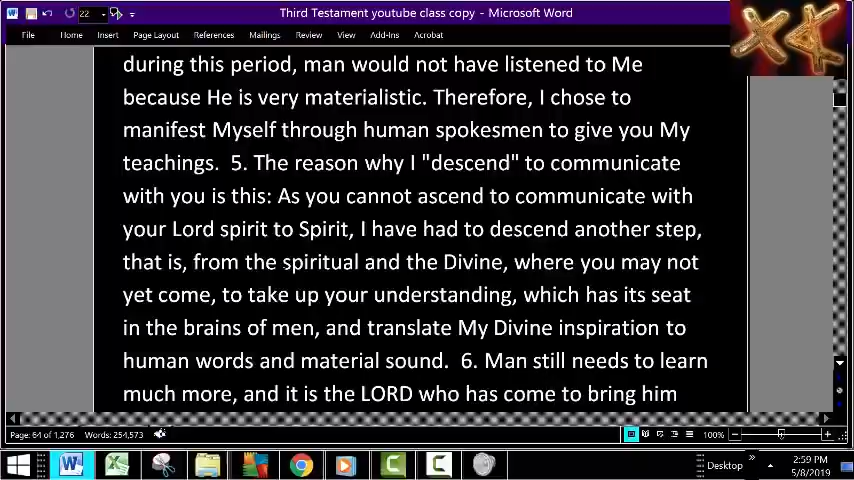 22
Third Testament youtube class copy - Microsoft Word
File Home Insert Page Layout References Mailings Review View Add-Ins Acrobat
during this period, man would not have listened to Me
because He is very materialistic. Therefore, I chose to
manifest Myself through human spokesmen to give you My
teachings. 5. The reason why I "descend" to communicate
with you is this: As you cannot ascend to communicate with
your Lord spirit to Spirit, I have had to descend another step,
that is, from the spiritual and the Divine, where you may not
yet come, to take up your understanding, which has its seat
in the brains of men, and translate My Divine inspiration to
human words and material sound. 6. Man still needs to learn
much more, and it is the LORD who has come to bring him
Page: 64 of 1,276 Words: 254,573 100%
Desktop
2:59 PM
5/8/2019